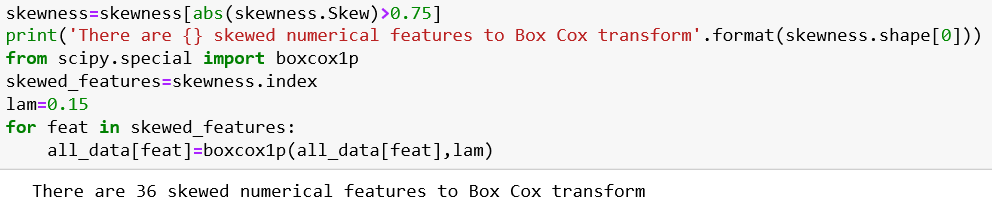 skewness=skewness[abs(skewness.Skew)>0.75]
print('There are {} skewed numerical features to Box Cox transform'.format(skewness.shape[0]))
from scipy.special import boxcox1p
skewed_features=skewness.index
lam=0.15
for feat in skewed_features:
    all_data[feat]=boxcox1p(all_data[feat],lam)
There are 36 skewed numerical features to Box Cox transform